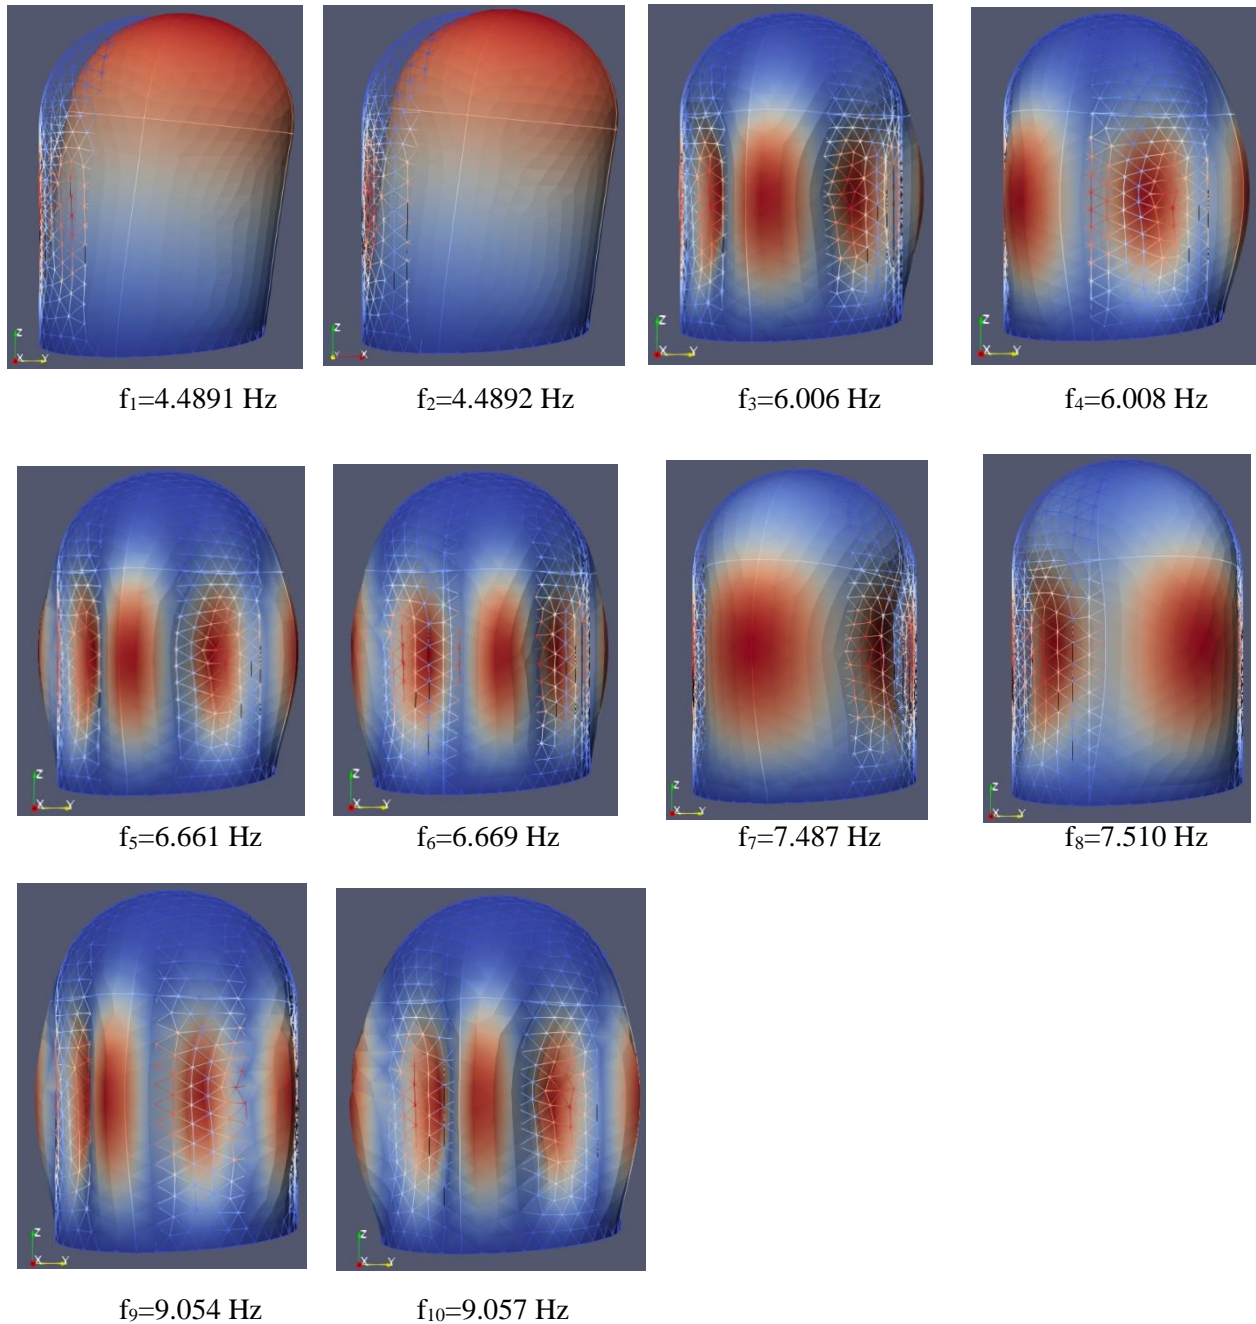 Z X Y
Z Y X
Z X Y
Z X Y
f₁=4.4891 Hz f₂=4.4892 Hz f₃=6.006 Hz f₄=6.008 Hz
Z X Y
Z X Y
Z X Y
Z X Y
f₅=6.661 Hz f₆=6.669 Hz f₇=7.487 Hz f₈=7.510 Hz
Z X Y
Z X Y
f₉=9.054 Hz f₁₀=9.057 Hz